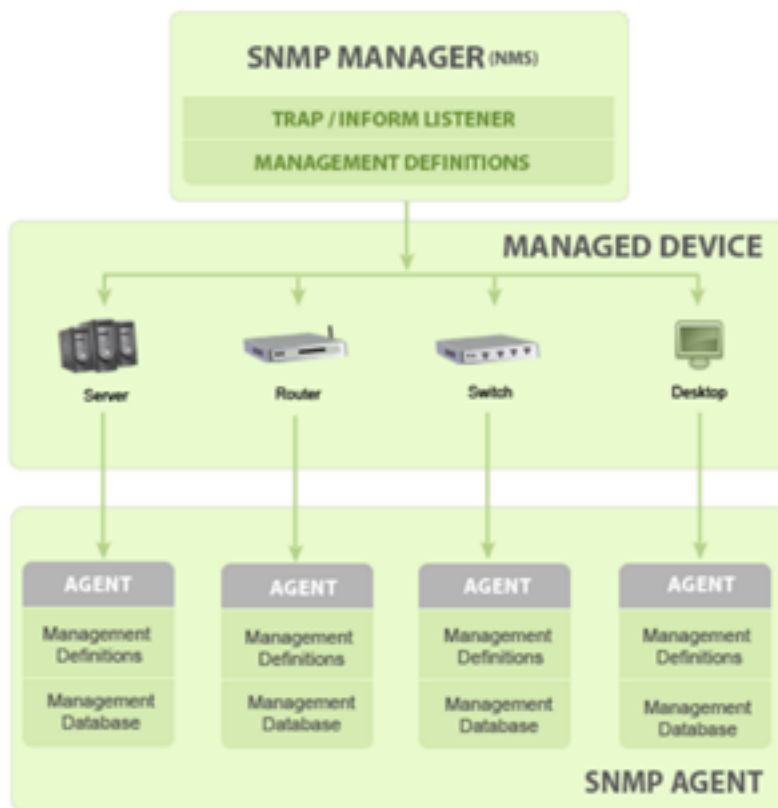 SNMP MANAGER (NMS)
TRAP / INFORM LISTENER
MANAGEMENT DEFINITIONS
MANAGED DEVICE
Server
Router
Switch
Desktop
AGENT
Management
Definitions
Management
Database
AGENT
Management
Definitions
Management
Database
AGENT
Management
Definitions
Management
Database
AGENT
Management
Definitions
Management
Database
SNMP AGENT